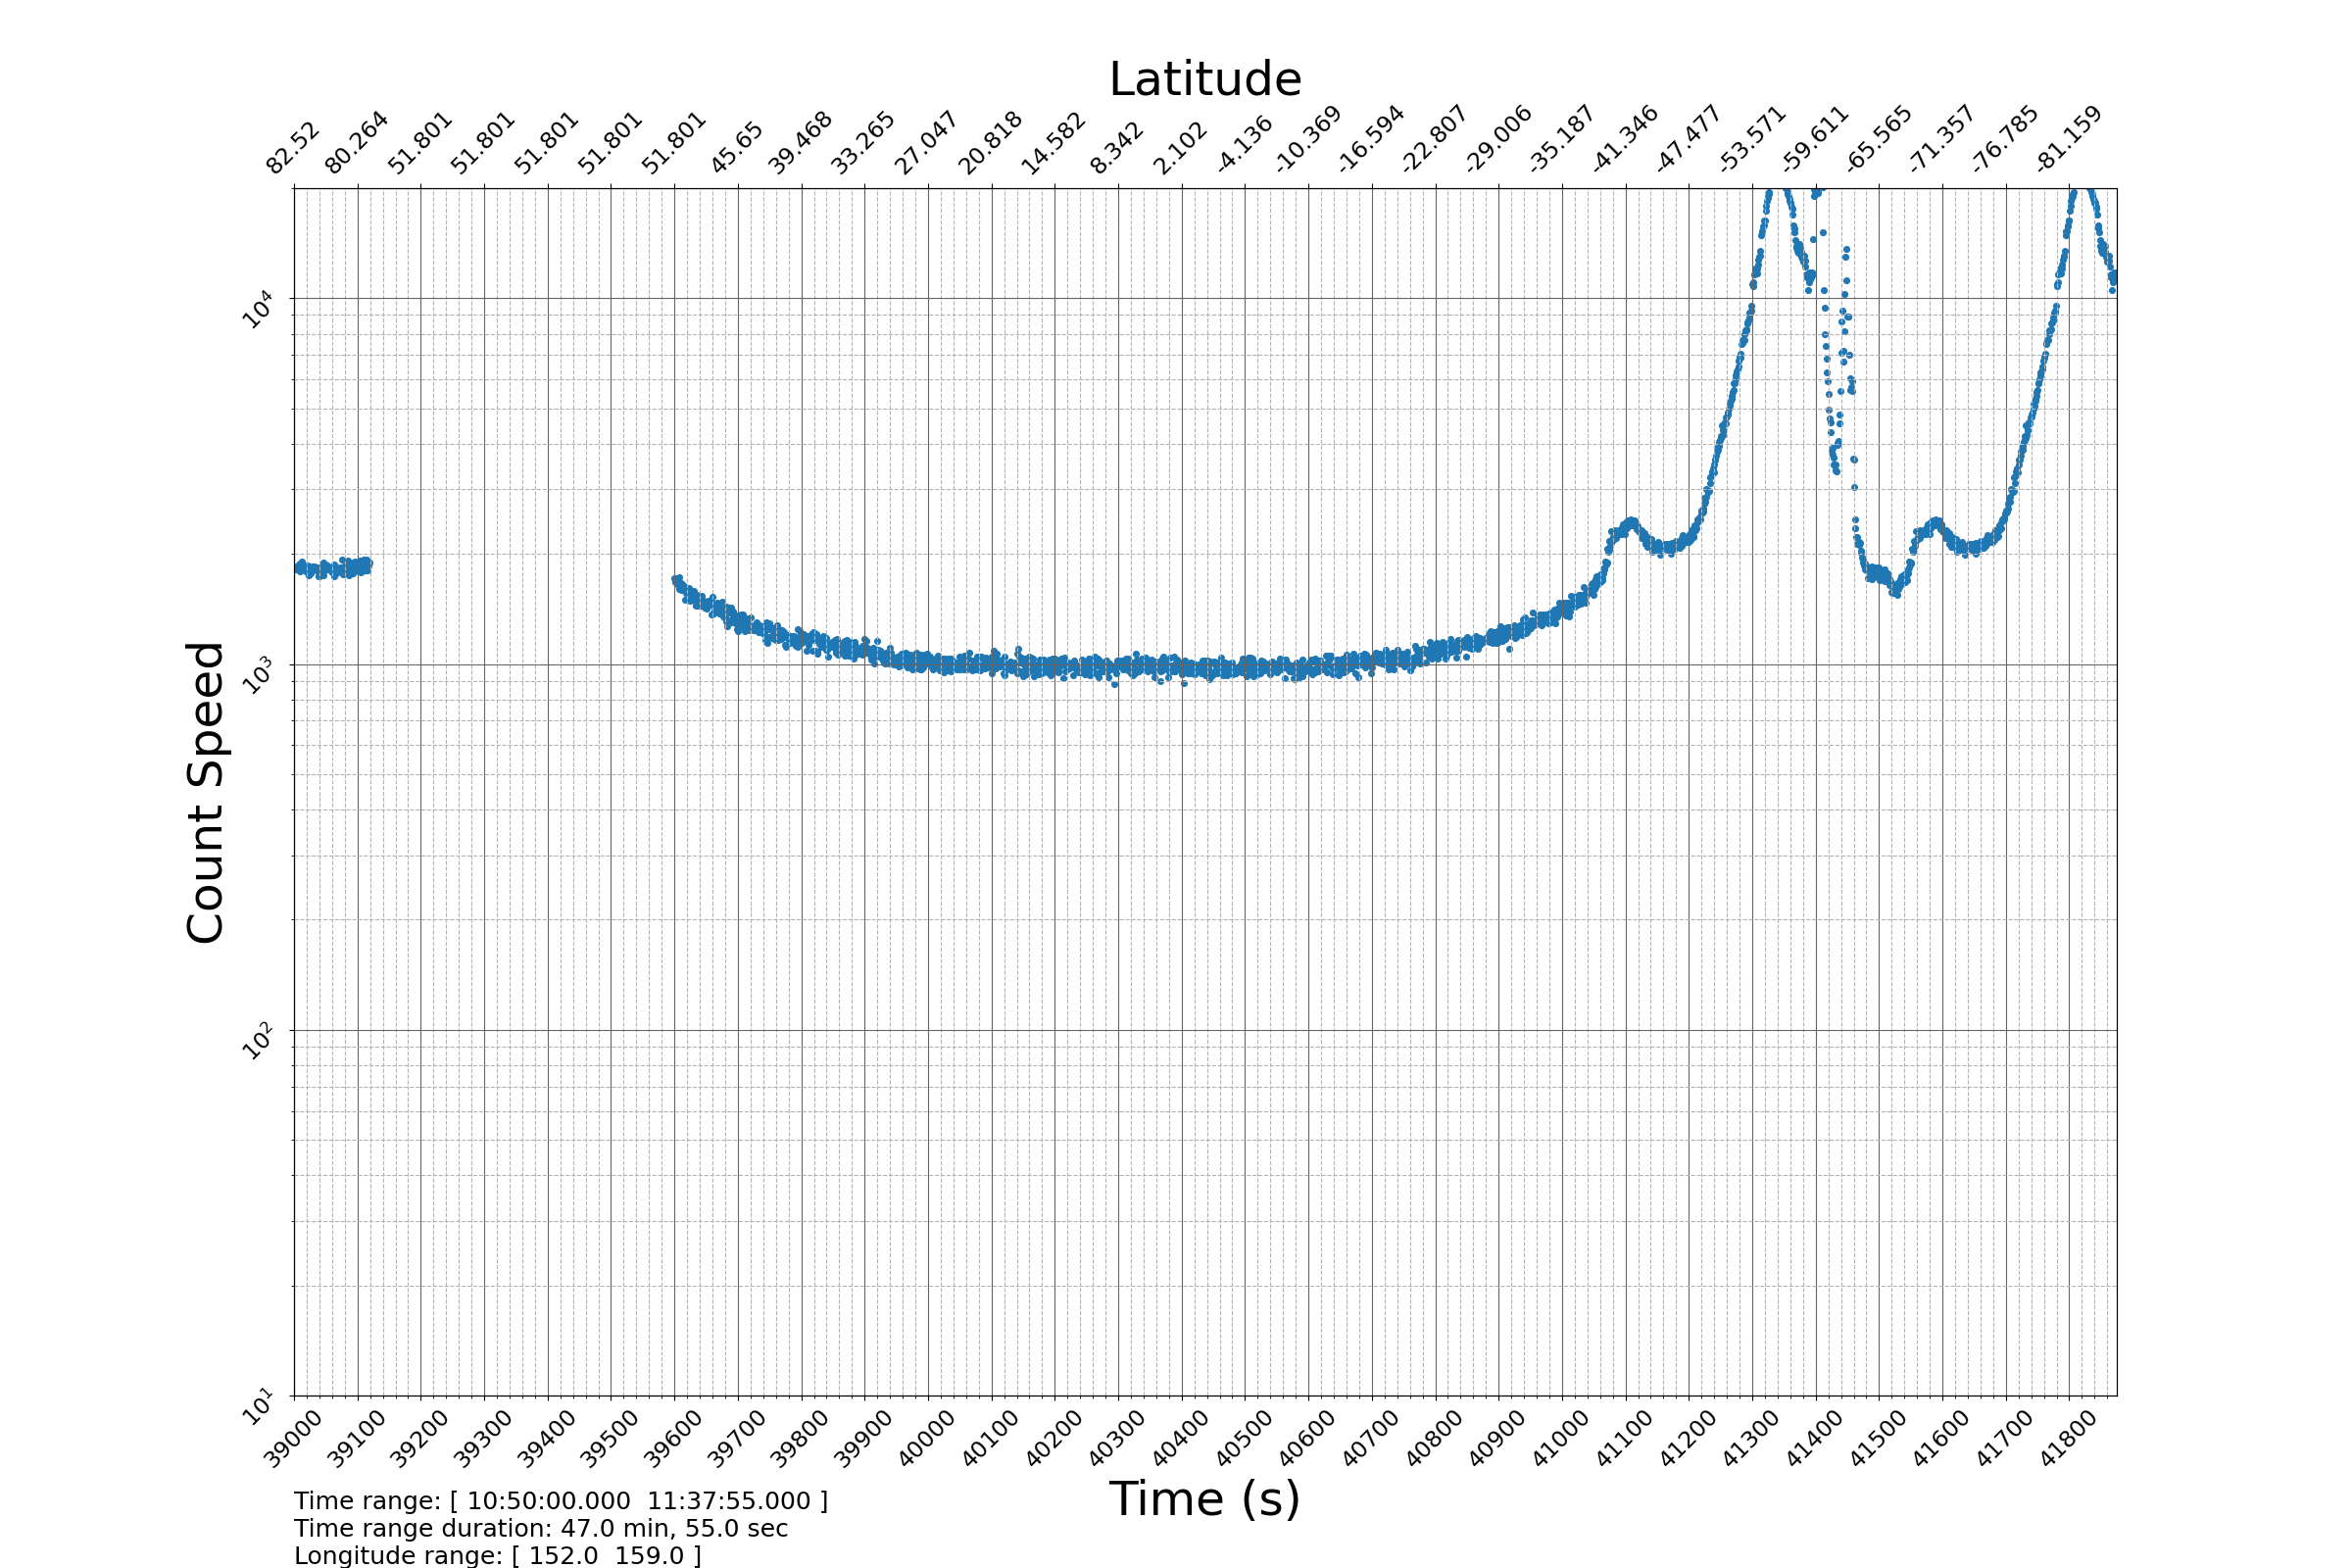 Latitude
82.52 80.264 51.801 51.801 51.801 51.801 51.801 45.65 39.468 33.265 27.047 20.818 14.582 8.342 2.102 -4.136 -10.369 -16.594 -22.807 -29.006 -35.187 -41.346 -47.477 -53.571 -59.611 -65.565 -71.357 -76.785 -81.159
10⁴
10³
10²
10¹
Count Speed
39000 39100 39200 39300 39400 39500 39600 39700 39800 39900 40000 40100 40200 40300 40400 40500 40600 40700 40800 40900 41000 41100 41200 41300 41400 41500 41600 41700 41800
Time (s)
Time range: [ 10:50:00.000 11:37:55.000 ]
Time range duration: 47.0 min, 55.0 sec
Longitude range: [ 152.0 159.0 ]